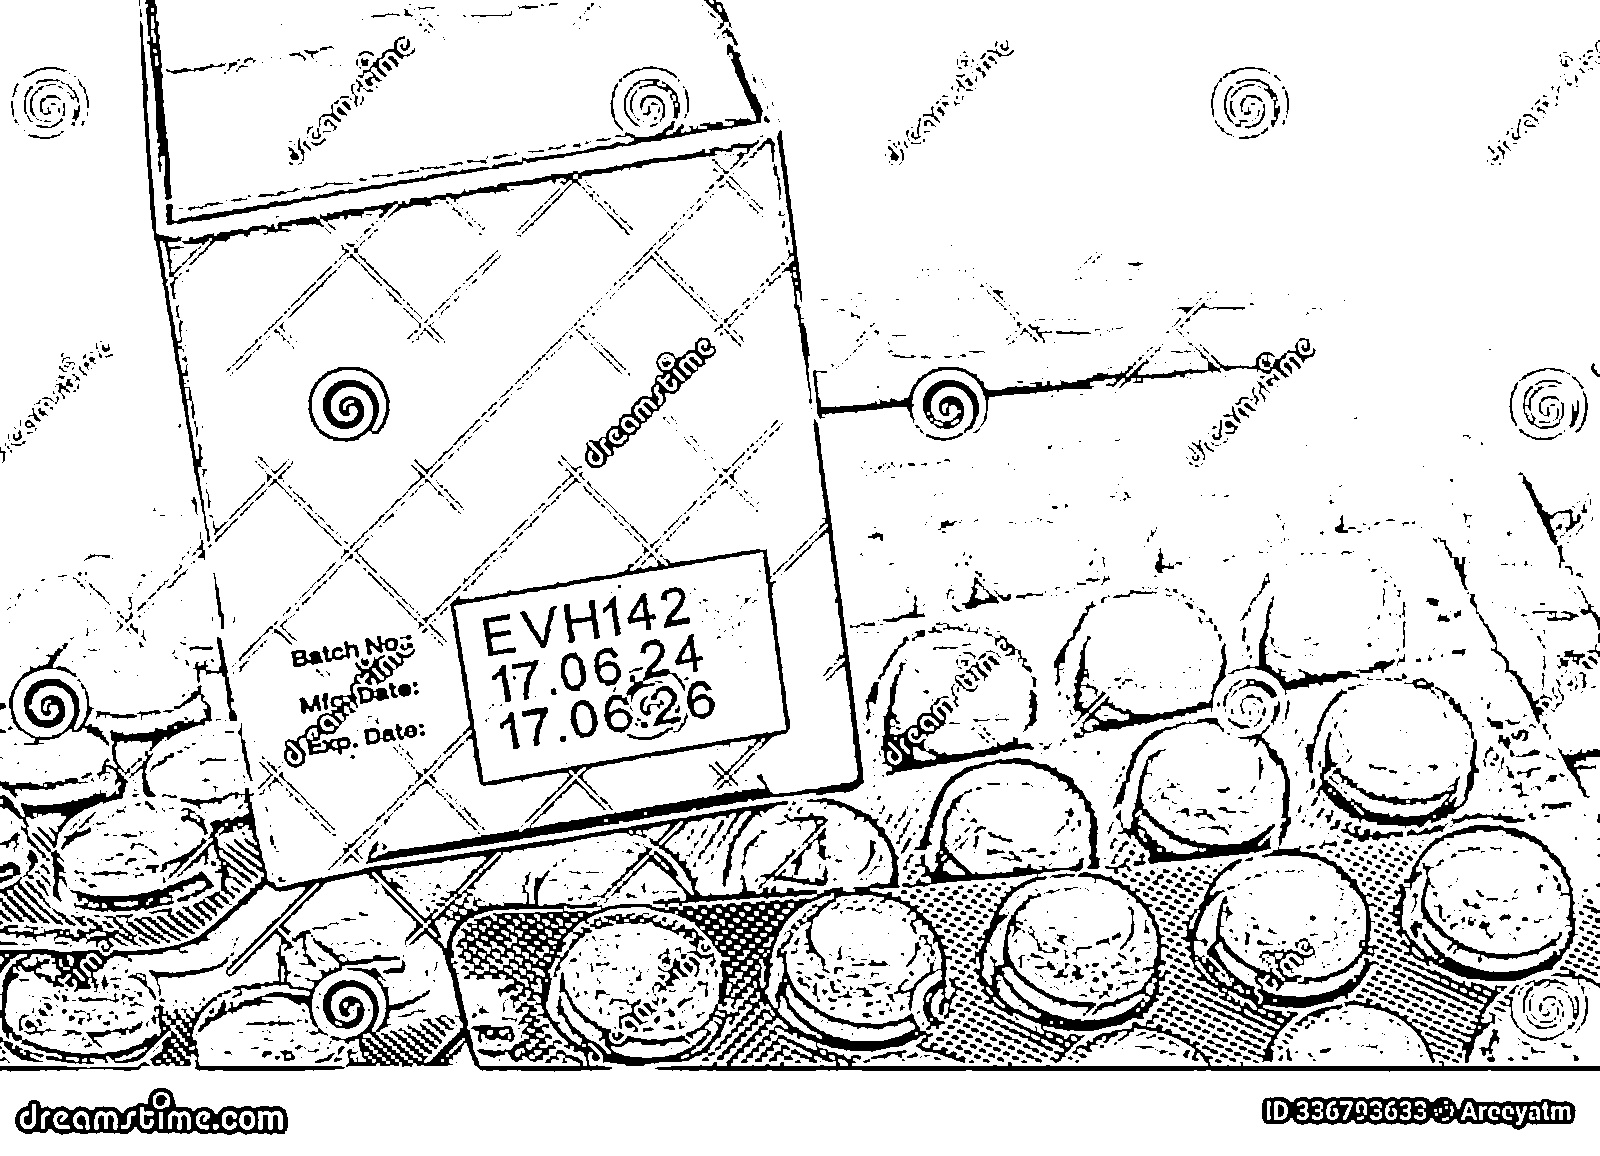 Batch No.: EVH142
Mfg. Date: 17.06.24
Exp. Date: 17.06.26
dreamstime
dreamstime.com
ID 336793633 © Areeyatm